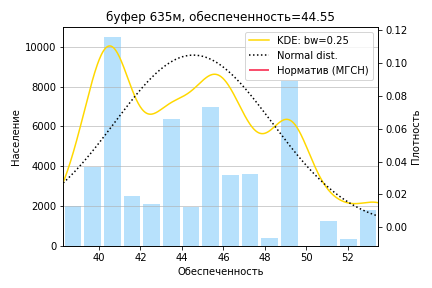 буфер 635м, обеспеченность=44.55
KDE: bw=0.25
Normal dist.
Норматив (МГСН)
Население
10000
8000
6000
4000
2000
0
0.12
0.10
0.08
0.06
0.04
0.02
0.00
Плотность
40 42 44 46 48 50 52
Обеспеченность